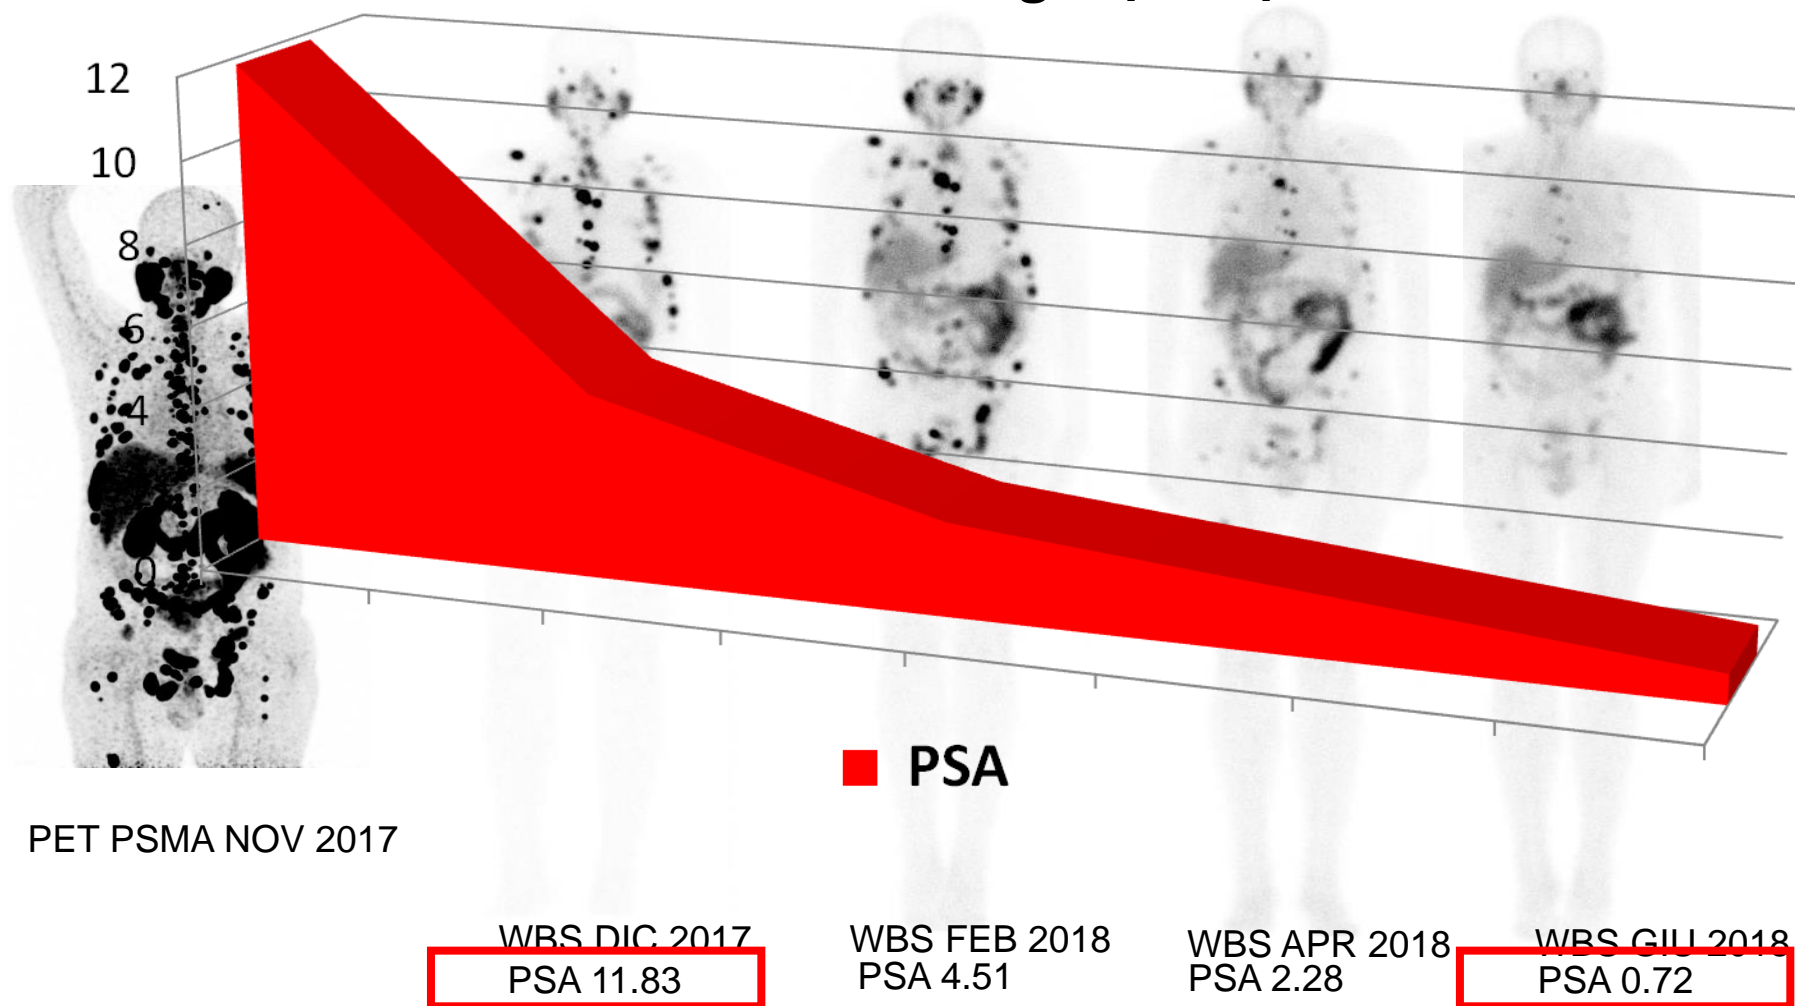 12
10
8
6
4
0
PSA
PET PSMA NOV 2017
WBS DIC 2017
PSA 11.83
WBS FEB 2018
PSA 4.51
WBS APR 2018
PSA 2.28
WBS GIU 2018
PSA 0.72